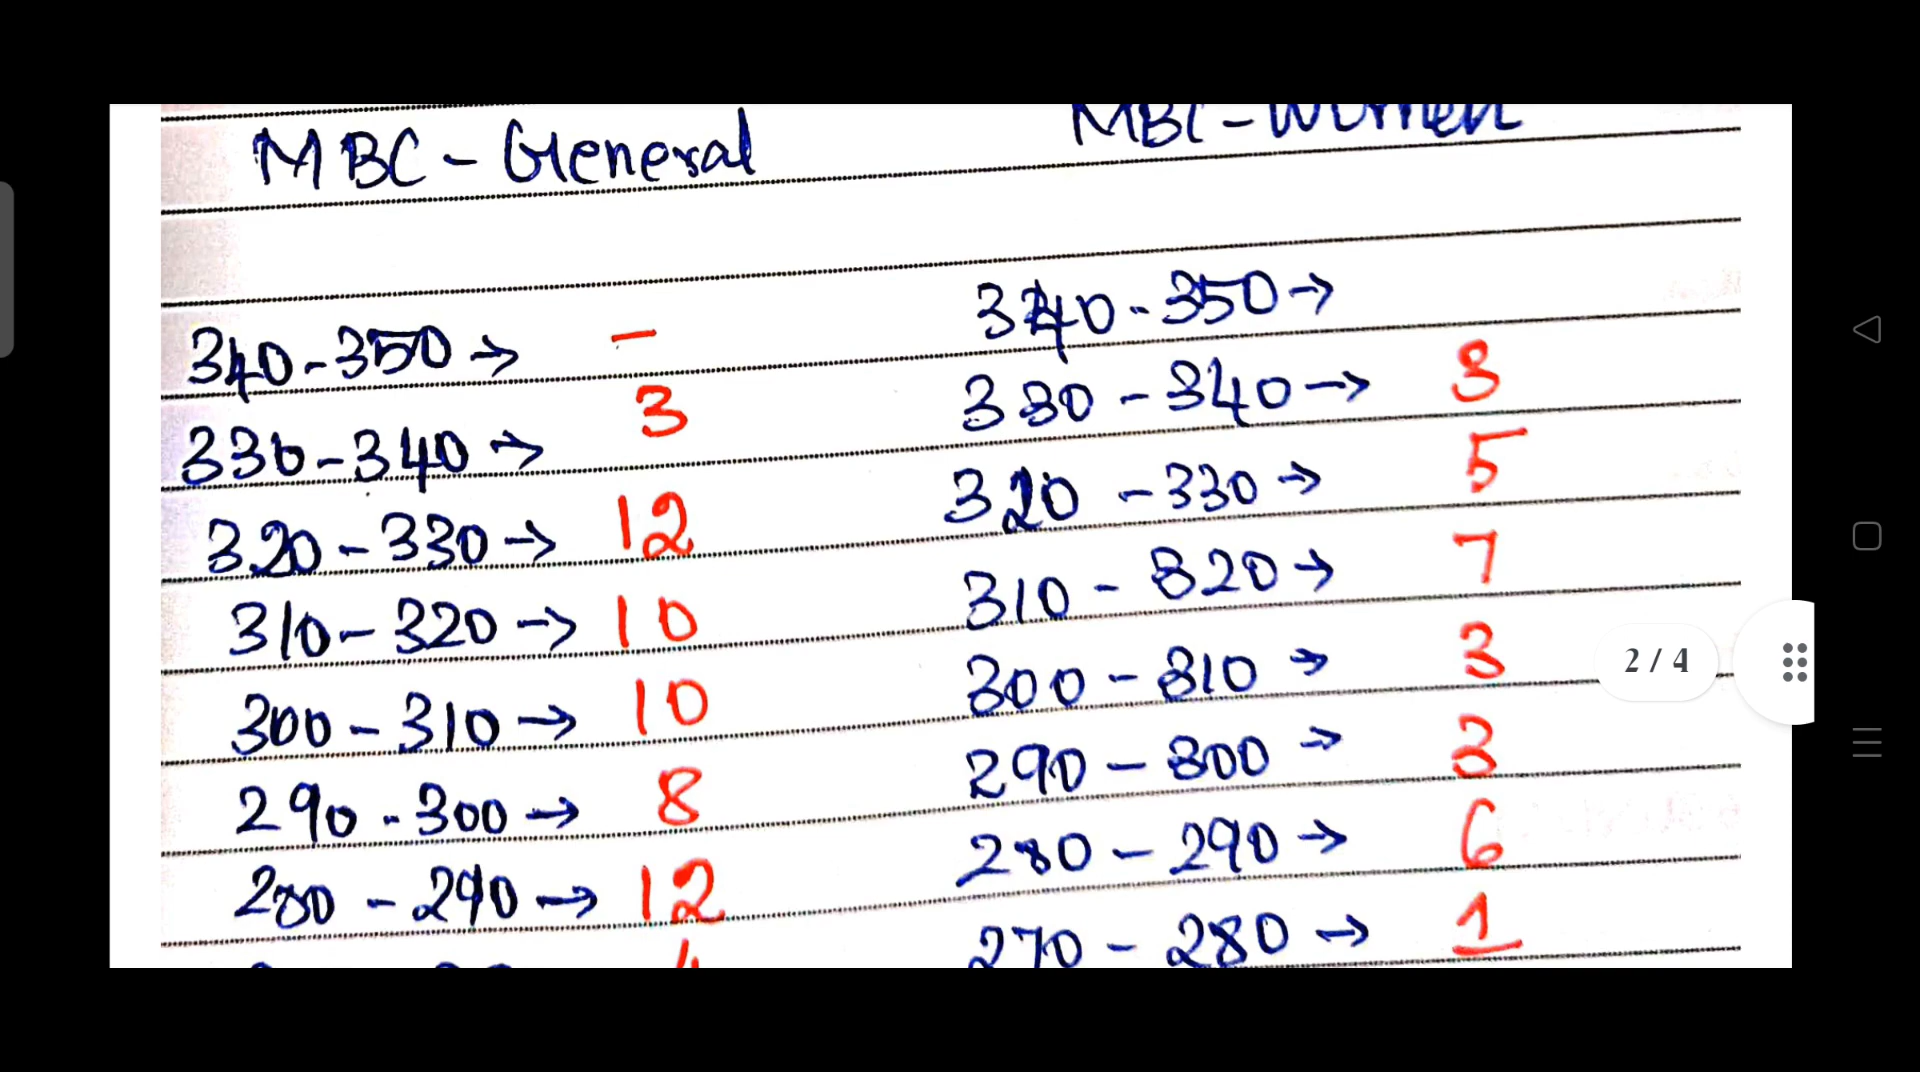 MBC - General
MBC - Women
340-350 → -
330-340 → 3
320-330 → 12
310-320 → 10
300-310 → 10
290-300 → 8
280-290 → 12
340-350 →
330-340 → 3
320-330 → 5
310-320 → 7
300-310 → 3
290-300 → 3
280-290 → 6
270-280 → 1
2 / 4